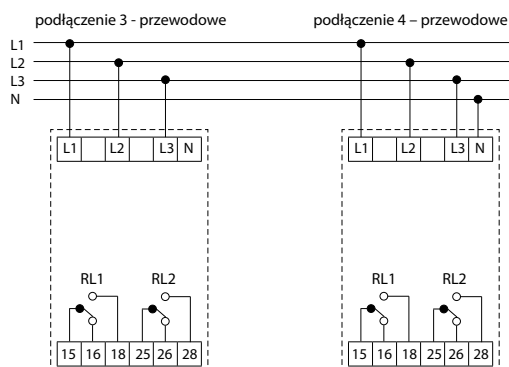 podłączenie 3 - przewodowe
podłączenie 4 – przewodowe
L1
L2
L3
N
L1 L2 L3 N
L1 L2 L3 N
RL1 RL2
RL1 RL2
15 16 18 25 26 28
15 16 18 25 26 28